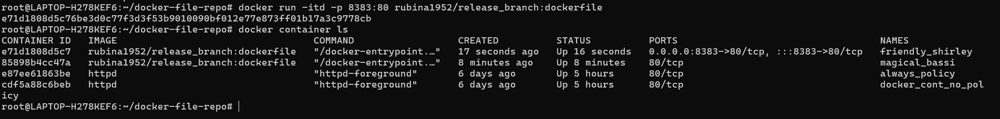 root@LAPTOP-H278KEF6:~/docker-file-repo# docker run -itd -p 8383:80 rubina1952/release_branch:dockerfile
e71d1808d5c76be3d0c77f3d3f53b9010090bf012e77e873ff01b17a3c9778cb
root@LAPTOP-H278KEF6:~/docker-file-repo# docker container ls
CONTAINER ID   IMAGE                                  COMMAND                  CREATED          STATUS          PORTS                                   NAMES
e71d1808d5c7   rubina1952/release_branch:dockerfile   "/docker-entrypoint.…"   17 seconds ago   Up 16 seconds   0.0.0.0:8383->80/tcp, :::8383->80/tcp   friendly_shirley
85898b4cc47a   rubina1952/release_branch:dockerfile   "/docker-entrypoint.…"   8 minutes ago    Up 8 minutes    80/tcp                                  magical_bassi
e87ee61863be   httpd                                  "httpd-foreground"       6 days ago       Up 5 hours      80/tcp                                  always_policy
cdf5a88c6beb   httpd                                  "httpd-foreground"       6 days ago       Up 5 hours      80/tcp                                  docker_cont_no_pol
icy
root@LAPTOP-H278KEF6:~/docker-file-repo#